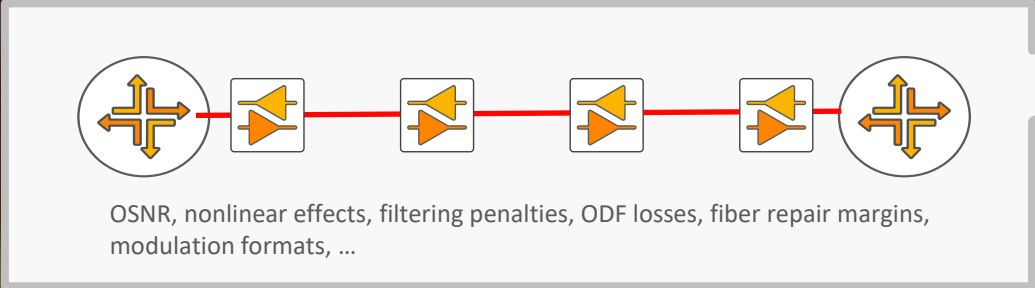 OSNR, nonlinear effects, filtering penalties, ODF losses, fiber repair margins,
modulation formats, ...